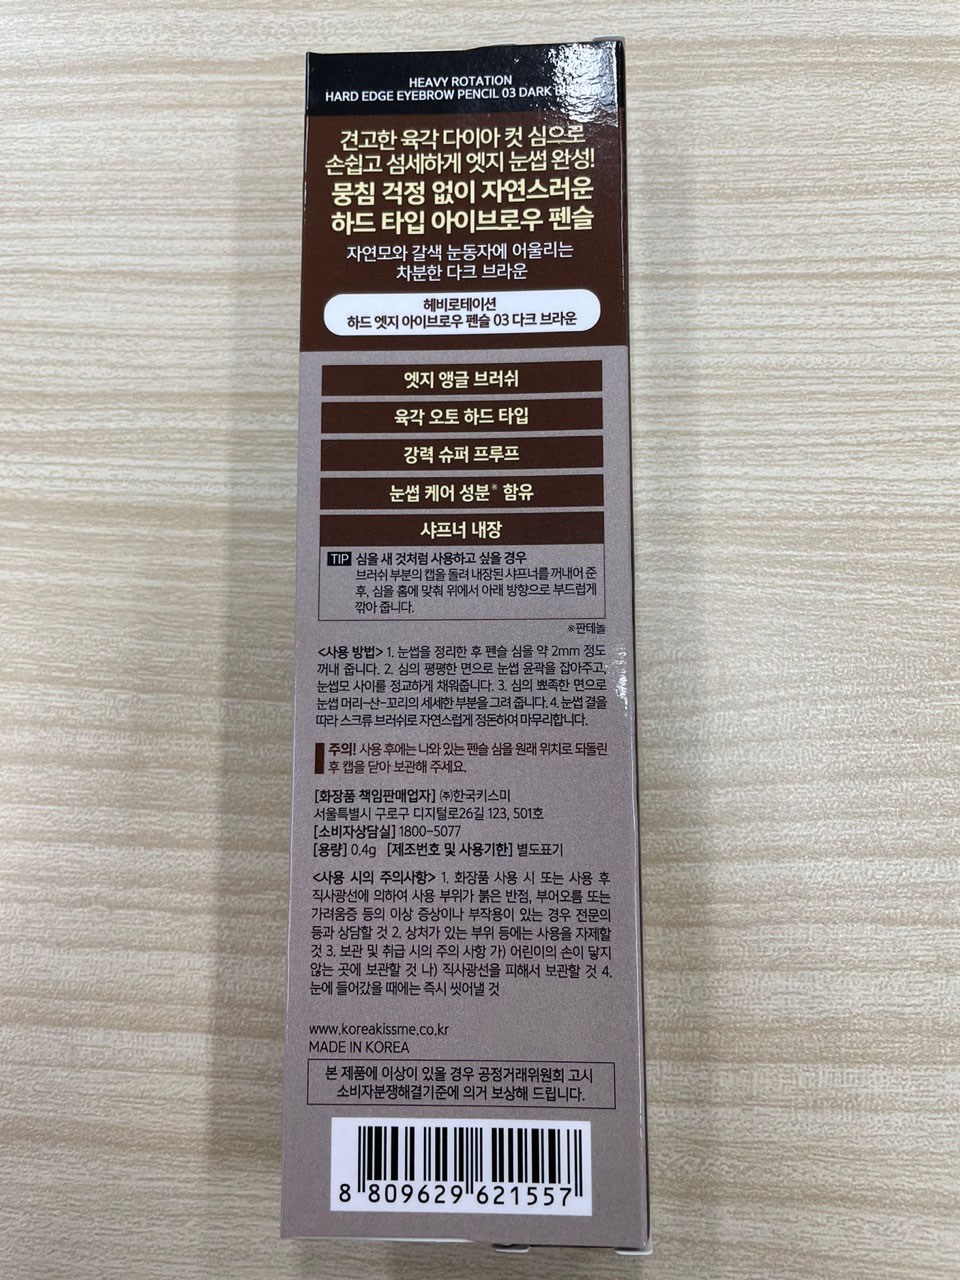 HEAVY ROTATION
HARD EDGE EYEBROW PENCIL 03 DARK
견고한 육각 다이아 컷 심으로
손쉽고 섬세하게 엣지 눈썹 완성!
뭉침 걱정 없이 자연스러운
하드 타입 아이브로우 펜슬
자연모와 갈색 눈동자에 어울리는
차분한 다크 브라운
헤비로테이션
하드 엣지 아이브로우 펜슬 03 다크 브라운
엣지 앵글 브러쉬
육각 오토 하드 타입
강력 슈퍼 프루프
눈썹 케어 성분※ 함유
샤프너 내장
TIP 심을 새 것처럼 사용하고 싶을 경우
브러쉬 부분의 캡을 돌려 내장된 샤프너를 꺼내어 준
후, 심을 홈에 맞춰 위에서 아래 방향으로 부드럽게
깎아 줍니다.
※판테놀
<사용 방법> 1. 눈썹을 정리한 후 펜슬 심을 약 2mm 정도
꺼내 줍니다. 2. 심의 평평한 면으로 눈썹 윤곽을 잡아주고,
눈썹모 사이를 정교하게 채워줍니다. 3. 심의 뾰족한 면으로
눈썹 머리-산-꼬리의 세세한 부분을 그려 줍니다. 4. 눈썹 결을
따라 스크류 브러쉬로 자연스럽게 정돈하여 마무리합니다.
주의! 사용 후에는 나와 있는 펜슬 심을 원래 위치로 되돌린
후 캡을 닫아 보관해 주세요.
[화장품 책임판매업자] ㈜한국키스미
서울특별시 구로구 디지털로26길 123, 501호
[소비자상담실] 1800-5077
[용량] 0.4g [제조번호 및 사용기한] 별도표기
<사용 시의 주의사항> 1. 화장품 사용 시 또는 사용 후
직사광선에 의하여 사용 부위가 붉은 반점, 부어오름 또는
가려움증 등의 이상 증상이나 부작용이 있는 경우 전문의
등과 상담할 것 2. 상처가 있는 부위 등에는 사용을 자제할
것 3. 보관 및 취급 시의 주의 사항 가) 어린이의 손이 닿지
않는 곳에 보관할 것 나) 직사광선을 피해서 보관할 것 4.
눈에 들어갔을 때에는 즉시 씻어낼 것
www.koreakissme.co.kr
MADE IN KOREA
본 제품에 이상이 있을 경우 공정거래위원회 고시
소비자분쟁해결기준에 의거 보상해 드립니다.
8 809629 621557